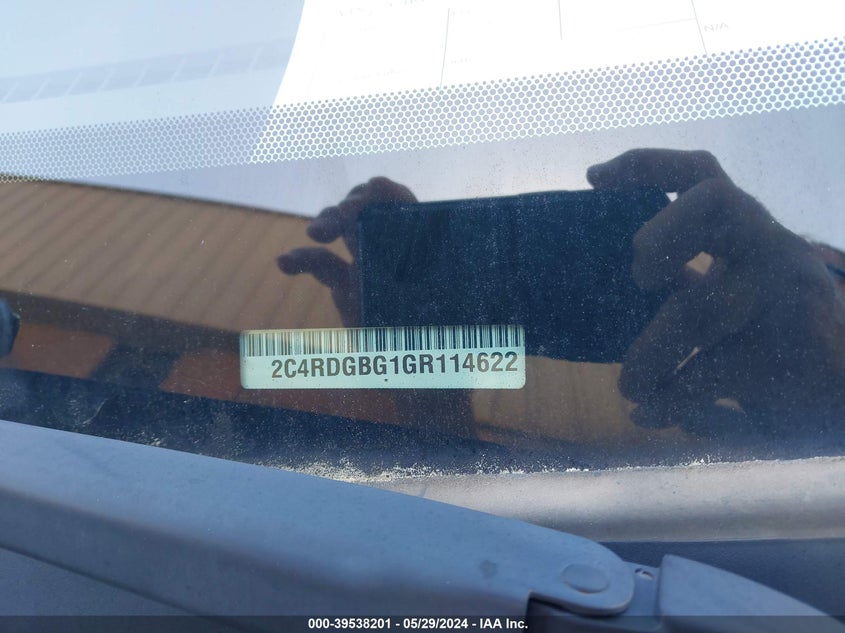 N/A
2C4RDGBG1GR114622
000-39538201 - 05/29/2024 - IAA Inc.